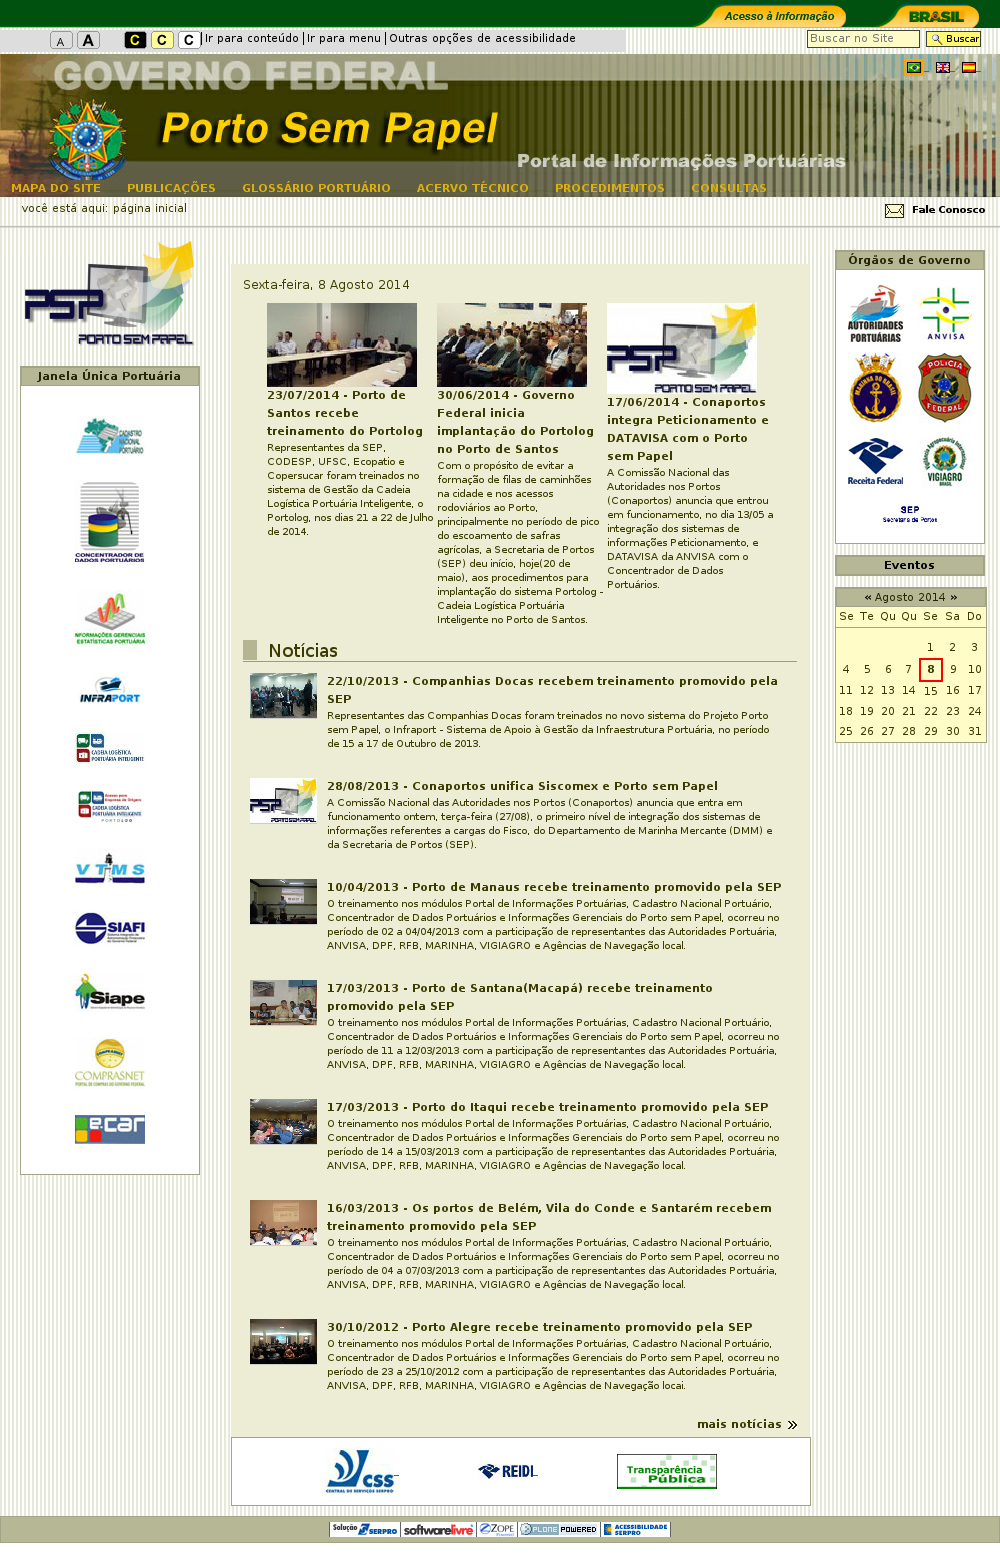 Acesso à Informação
BRASIL
A A C C C Ir para conteúdo Ir para menu Outras opções de acessibilidade
Buscar no Site
Buscar
GOVERNO FEDERAL
Porto Sem Papel
Portal de Informações Portuárias
MAPA DO SITE PUBLICAÇÕES GLOSSÁRIO PORTUÁRIO ACERVO TÉCNICO PROCEDIMENTOS CONSULTAS
você está aqui: página inicial
Fale Conosco
PSP
PORTO SEM PAPEL
Janela Única Portuária
CADASTRO
NACIONAL
PORTUÁRIO
CONCENTRADOR DE
DADOS PORTUÁRIOS
INFORMAÇÕES GERENCIAIS
ESTATÍSTICAS PORTUÁRIA
INFRAPORT
CADEIA LOGÍSTICA
PORTUÁRIA INTELIGENTE
CADEIA LOGÍSTICA
PORTUÁRIA INTELIGENTE
PORTOLOG
VTMS
SIAFI
Siape
COMPRASNET
PORTAL DE COMPRAS DO GOVERNO FEDERAL
e.car
Sexta-feira, 8 Agosto 2014
23/07/2014 - Porto de
Santos recebe
treinamento do Portolog
Representantes da SEP,
CODESP, UFSC, Ecopatio e
Copersucar foram treinados no
sistema de Gestão da Cadeia
Logística Portuária Inteligente, o
Portolog, nos dias 21 a 22 de Julho
de 2014.
30/06/2014 - Governo
Federal inicia
implantação do Portolog
no Porto de Santos
Com o propósito de evitar a
formação de filas de caminhões
na cidade e nos acessos
rodoviários ao Porto,
principalmente no período de pico
do escoamento de safras
agrícolas, a Secretaria de Portos
(SEP) deu início, hoje(20 de
maio), aos procedimentos para
implantação do sistema Portolog -
Cadeia Logística Portuária
Inteligente no Porto de Santos.
PSP
PORTO SEM PAPEL
17/06/2014 - Conaportos
integra Peticionamento e
DATAVISA com o Porto
sem Papel
A Comissão Nacional das
Autoridades nos Portos
(Conaportos) anuncia que entrou
em funcionamento, no dia 13/05 a
integração dos sistemas de
informações Peticionamento, e
DATAVISA da ANVISA com o
Concentrador de Dados
Portuários.
Notícias
22/10/2013 - Companhias Docas recebem treinamento promovido pela
SEP
Representantes das Companhias Docas foram treinados no novo sistema do Projeto Porto
sem Papel, o Infraport - Sistema de Apoio à Gestão da Infraestrutura Portuária, no período
de 15 a 17 de Outubro de 2013.
PSP
PORTO SEM PAPEL
28/08/2013 - Conaportos unifica Siscomex e Porto sem Papel
A Comissão Nacional das Autoridades nos Portos (Conaportos) anuncia que entra em
funcionamento ontem, terça-feira (27/08), o primeiro nível de integração dos sistemas de
informações referentes a cargas do Fisco, do Departamento de Marinha Mercante (DMM) e
da Secretaria de Portos (SEP).
10/04/2013 - Porto de Manaus recebe treinamento promovido pela SEP
O treinamento nos módulos Portal de Informações Portuárias, Cadastro Nacional Portuário,
Concentrador de Dados Portuários e Informações Gerenciais do Porto sem Papel, ocorreu no
período de 02 a 04/04/2013 com a participação de representantes das Autoridades Portuária,
ANVISA, DPF, RFB, MARINHA, VIGIAGRO e Agências de Navegação local.
17/03/2013 - Porto de Santana(Macapá) recebe treinamento
promovido pela SEP
O treinamento nos módulos Portal de Informações Portuárias, Cadastro Nacional Portuário,
Concentrador de Dados Portuários e Informações Gerenciais do Porto sem Papel, ocorreu no
período de 11 a 12/03/2013 com a participação de representantes das Autoridades Portuária,
ANVISA, DPF, RFB, MARINHA, VIGIAGRO e Agências de Navegação local.
17/03/2013 - Porto do Itaqui recebe treinamento promovido pela SEP
O treinamento nos módulos Portal de Informações Portuárias, Cadastro Nacional Portuário,
Concentrador de Dados Portuários e Informações Gerenciais do Porto sem Papel, ocorreu no
período de 14 a 15/03/2013 com a participação de representantes das Autoridades Portuária,
ANVISA, DPF, RFB, MARINHA, VIGIAGRO e Agências de Navegação local.
16/03/2013 - Os portos de Belém, Vila do Conde e Santarém recebem
treinamento promovido pela SEP
O treinamento nos módulos Portal de Informações Portuárias, Cadastro Nacional Portuário,
Concentrador de Dados Portuários e Informações Gerenciais do Porto sem Papel, ocorreu no
período de 04 a 07/03/2013 com a participação de representantes das Autoridades Portuária,
ANVISA, DPF, RFB, MARINHA, VIGIAGRO e Agências de Navegação local.
30/10/2012 - Porto Alegre recebe treinamento promovido pela SEP
O treinamento nos módulos Portal de Informações Portuárias, Cadastro Nacional Portuário,
Concentrador de Dados Portuários e Informações Gerenciais do Porto sem Papel, ocorreu no
período de 23 a 25/10/2012 com a participação de representantes das Autoridades Portuária,
ANVISA, DPF, RFB, MARINHA, VIGIAGRO e Agências de Navegação locai.
mais notícias
Órgãos de Governo
AUTORIDADES
PORTUÁRIAS
ANVISA
MARINHA DO BRASIL
POLÍCIA
FEDERAL
Receita Federal
VIGIAGRO
BRASIL
SEP
Secretaria de Portos
Eventos
« Agosto 2014 »
Se Te Qu Qu Se Sa Do
1 2 3
4 5 6 7 8 9 10
11 12 13 14 15 16 17
18 19 20 21 22 23 24
25 26 27 28 29 30 31
CSS
CENTRAL DE SERVIÇOS SERPRO
REIDI
Transparência
Pública
Solução SERPRO
softwarelivre
ZOPE
PLONE POWERED
ACESSIBILIDADE
SERPRO